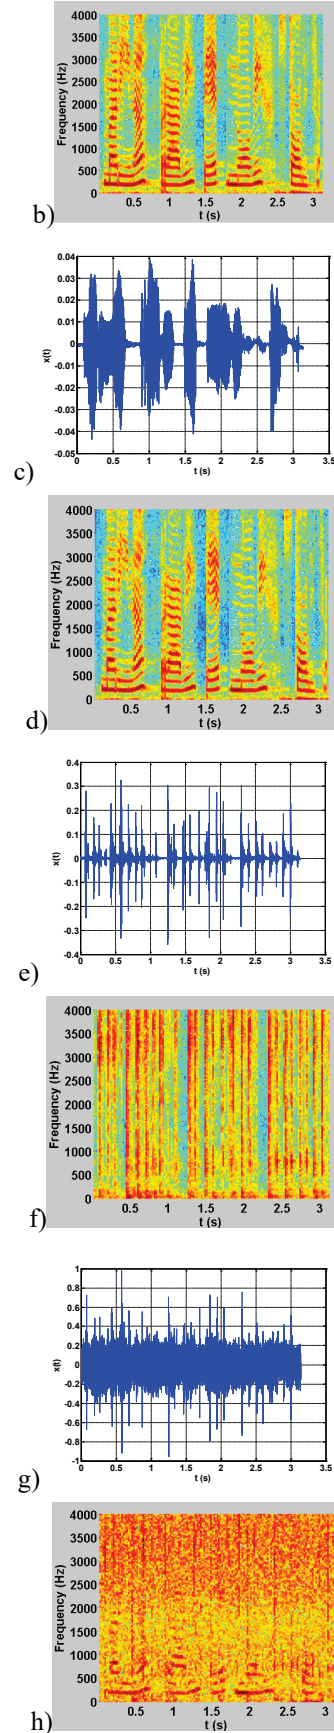 4000
3500
3000
2500
2000
1500
1000
500
0
Frequency (Hz)
0.5 1 1.5 2 2.5 3
t (s)
b)
0.04
0.03
0.02
0.01
0
-0.01
-0.02
-0.03
-0.04
-0.05
x(t)
0 0.5 1 1.5 2 2.5 3 3.5
t (s)
c)
4000
3500
3000
2500
2000
1500
1000
500
0
Frequency (Hz)
0.5 1 1.5 2 2.5 3
t (s)
d)
0.4
0.3
0.2
0.1
0
-0.1
-0.2
-0.3
-0.4
x(t)
0 0.5 1 1.5 2 2.5 3 3.5
t (s)
e)
4000
3500
3000
2500
2000
1500
1000
500
0
Frequency (Hz)
0.5 1 1.5 2 2.5 3
t (s)
f)
1
0.8
0.6
0.4
0.2
0
-0.2
-0.4
-0.6
-0.8
-1
x(t)
0 0.5 1 1.5 2 2.5 3 3.5
t (s)
g)
4000
3500
3000
2500
2000
1500
1000
500
0
Frequency (Hz)
0.5 1 1.5 2 2.5 3
t (s)
h)